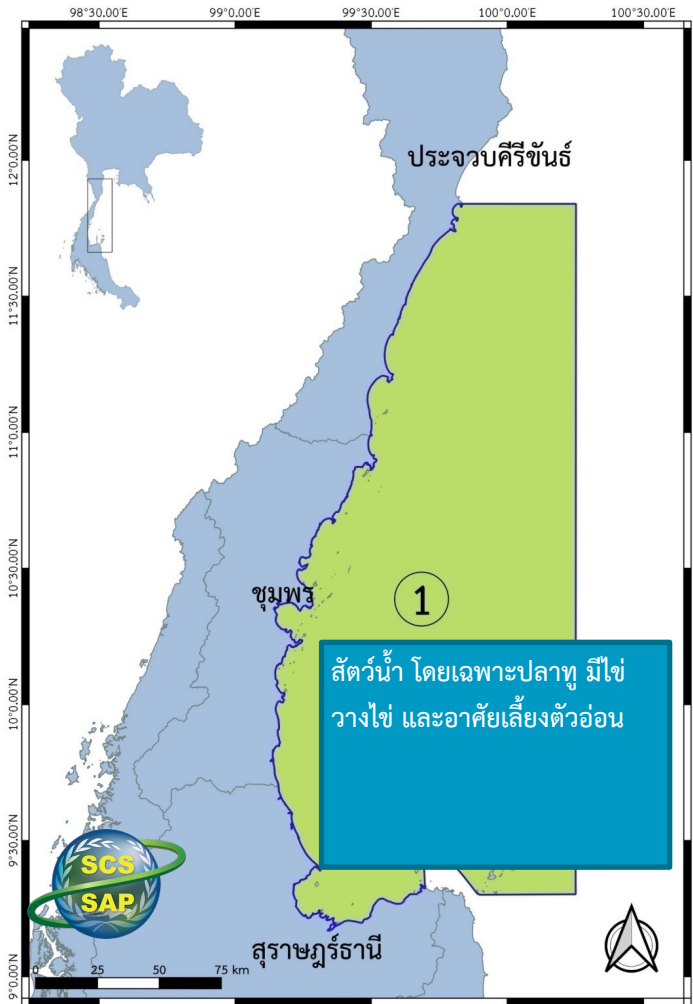 98°30.00'E 99°0.00'E 99°30.00'E 100°0.00'E 100°30.00'E
12°0.00'N
ประจวบคีรีขันธ์
11°30.00'N
11°0.00'N
10°30.00'N
ชุมพร
1
สัตว์น้ำ โดยเฉพาะปลาทู มีไข่
วางไข่ และอาศัยเลี้ยงตัวอ่อน
10°0.00'N
9°30.00'N
SCS
SAP
สุราษฎร์ธานี
0 25 50 75 km
9°0.00'N